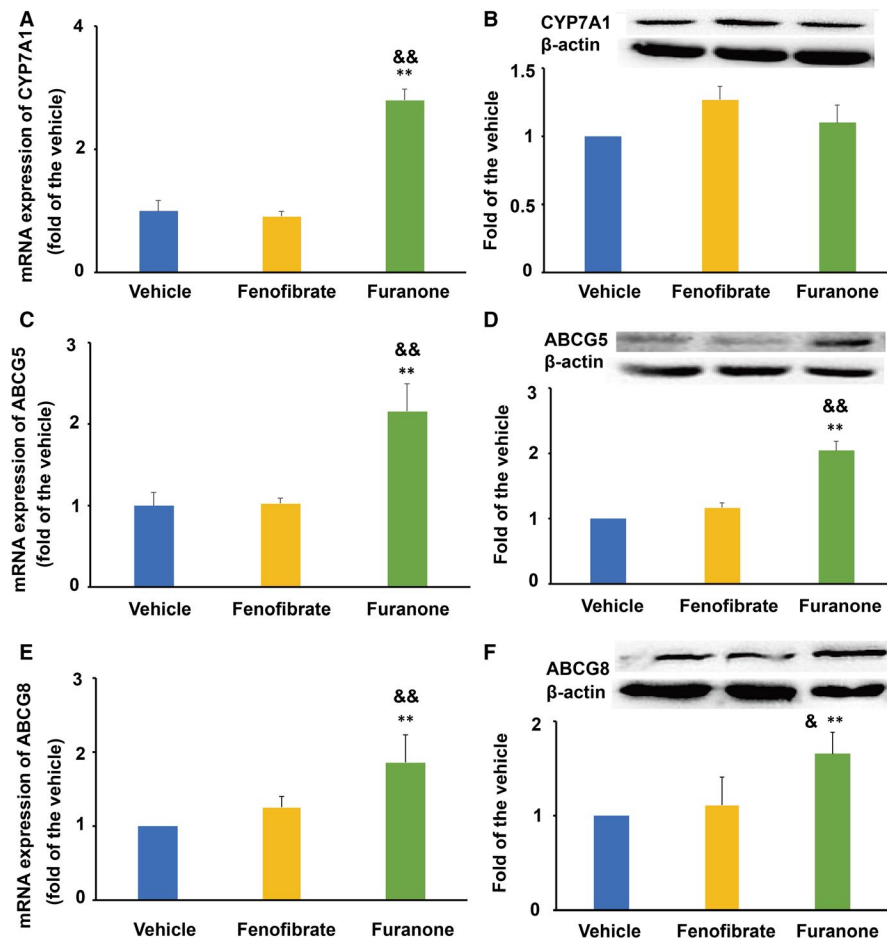 A
mRNA expression of CYP7A1
(fold of the vehicle)
4
2
0
&&
**
Vehicle
Fenofibrate
Furanone
B
CYP7A1
β-actin
Fold of the vehicle
1.5
1
0.5
0
Vehicle
Fenofibrate
Furanone
C
mRNA expression of ABCG5
(fold of the vehicle)
3
2
1
0
&&
**
Vehicle
Fenofibrate
Furanone
D
ABCG5
β-actin
Fold of the vehicle
3
2
1
0
&&
**
Vehicle
Fenofibrate
Furanone
E
mRNA expression of ABCG8
(fold of the vehicle)
3
2
1
0
&&
**
Vehicle
Fenofibrate
Furanone
F
ABCG8
β-actin
Fold of the vehicle
2
1
0
& **
Vehicle
Fenofibrate
Furanone